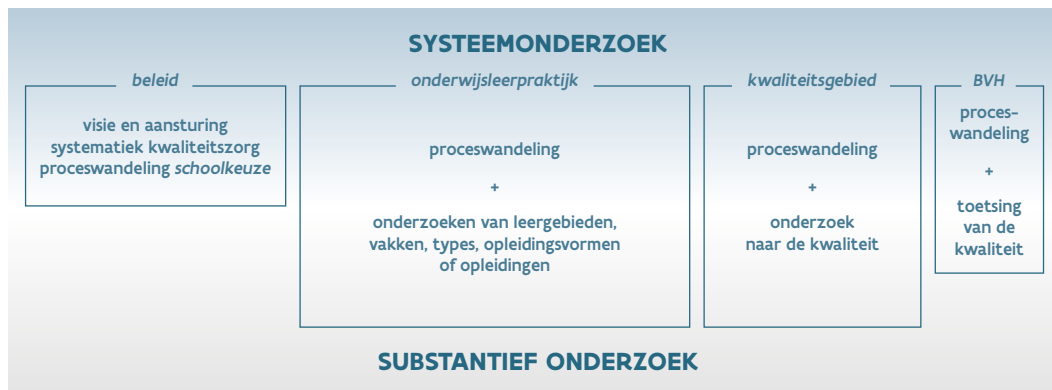 SYSTEEMONDERZOEK
beleid
visie en aansturing
systematiek kwaliteitszorg
proceswandeling schoolkeuze
onderwijsleerpraktijk
proceswandeling
+
onderzoeken van leergebieden,
vakken, types, opleidingsvormen
of opleidingen
kwaliteitsgebied
proceswandeling
+
onderzoek
naar de kwaliteit
BVH
proces-
wandeling
+
toetsing
van de
kwaliteit
SUBSTANTIEF ONDERZOEK